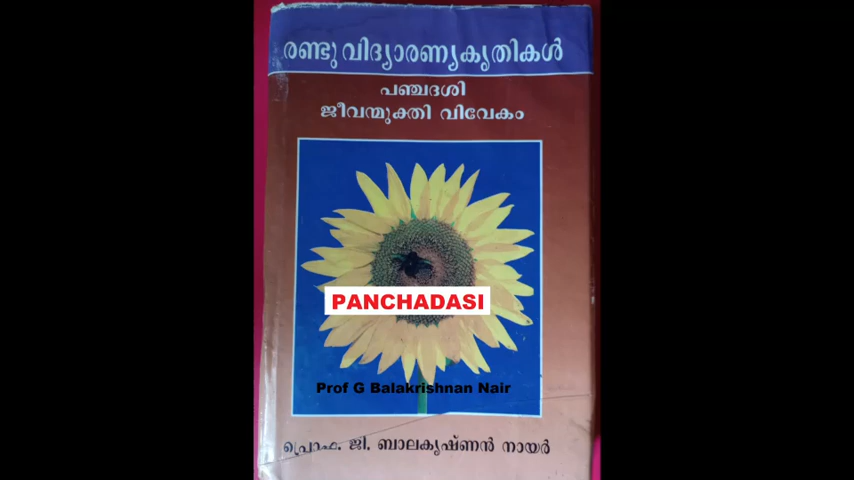 രണ്ടു വിദ്യാരണ്യകൃതികൾ
പഞ്ചദശി
ജീവന്മുക്തി വിവേകം
PANCHADASI
Prof G Balakrishnan Nair
പ്രൊഫ. ജി. ബാലകൃഷ്ണൻ നായർ